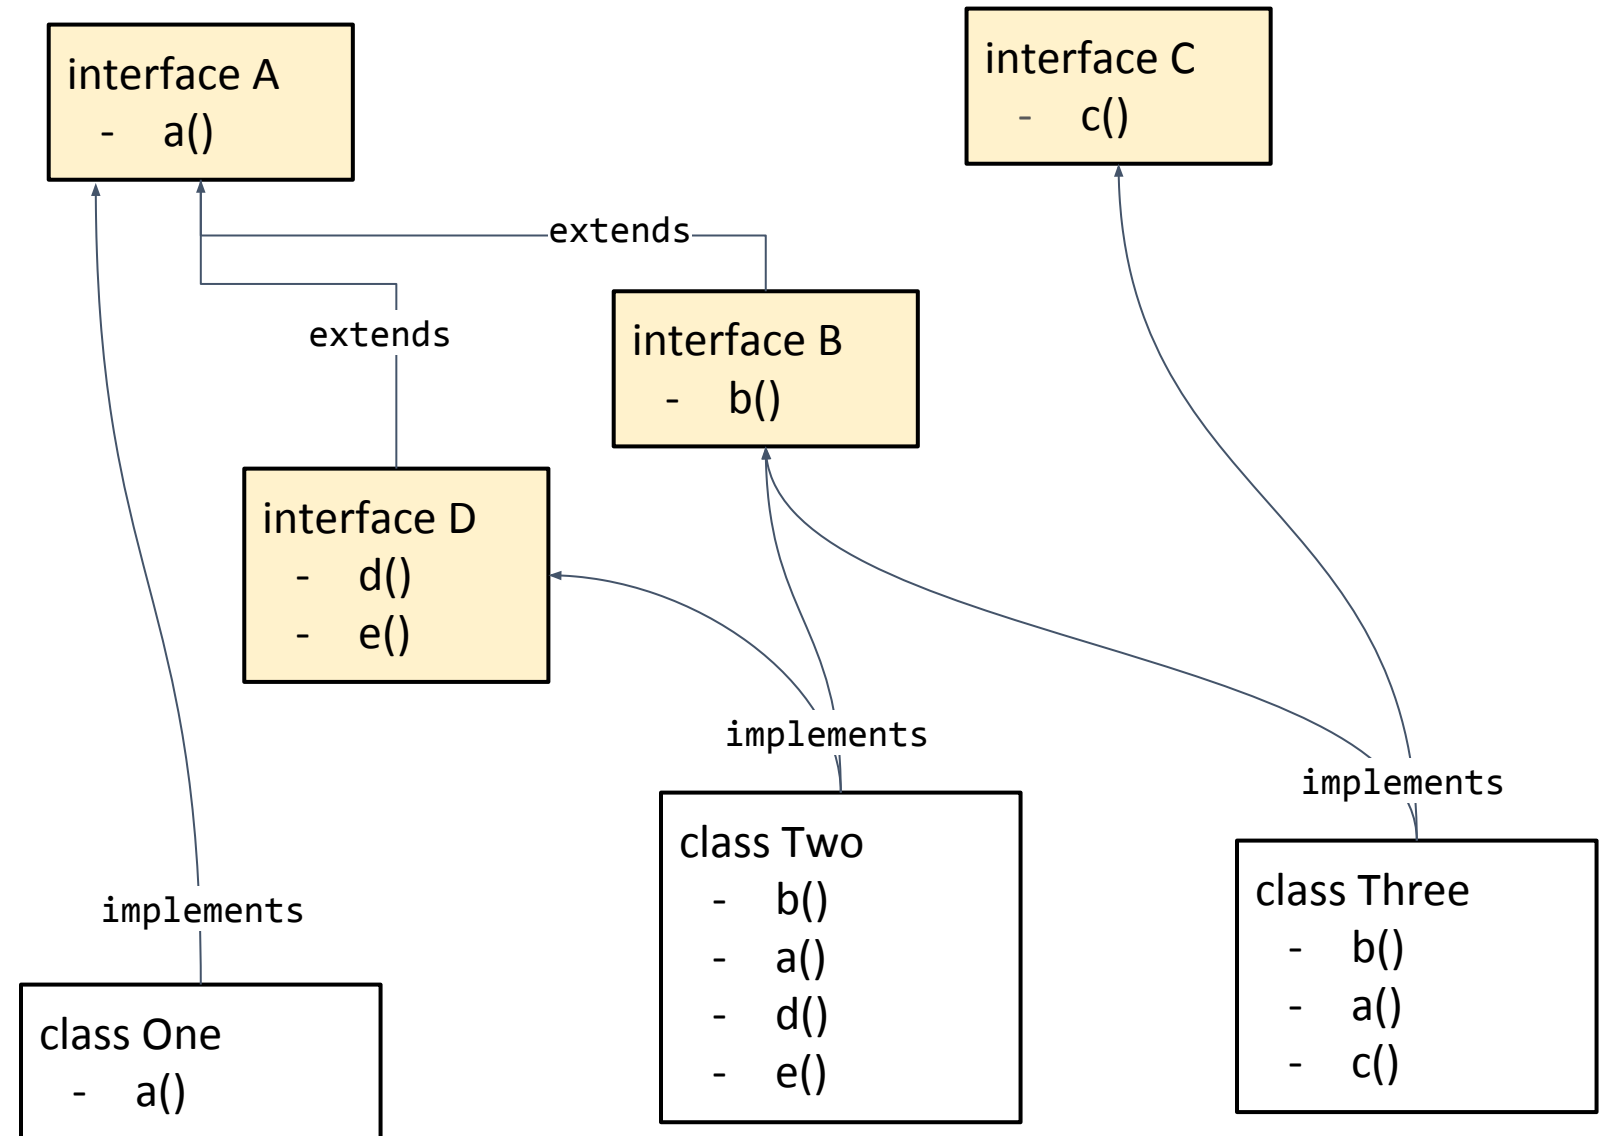 interface A
- a()
interface C
- c()
extends
extends
interface B
- b()
interface D
- d()
- e()
implements
implements
implements
class Two
- b()
- a()
- d()
- e()
class Three
- b()
- a()
- c()
class One
- a()